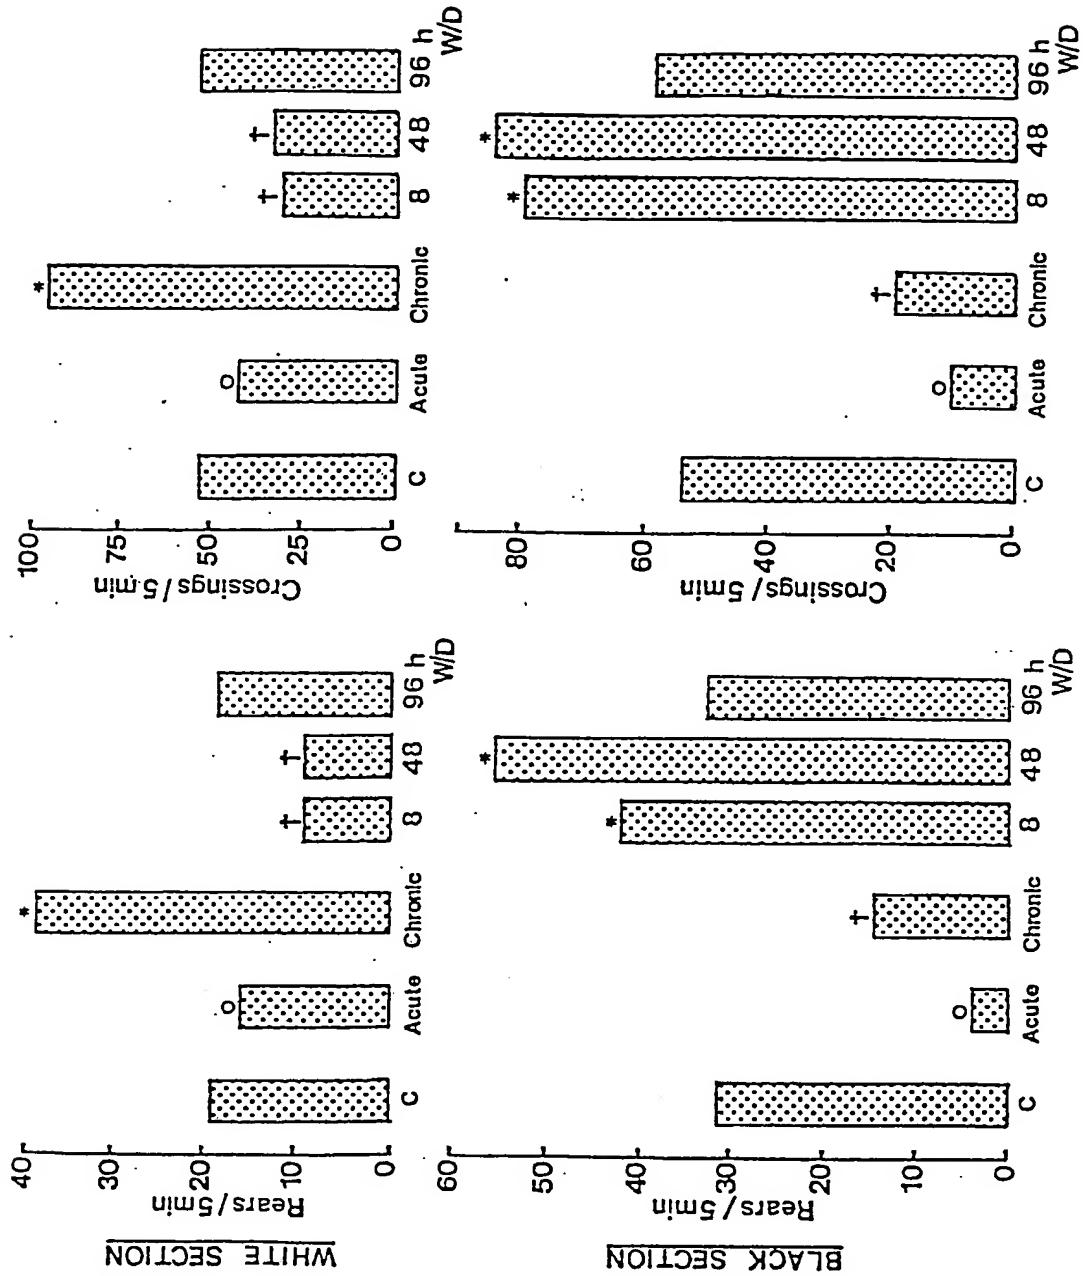 WHITE SECTION
Rears/5min
40
30
20
10
0
o
*
†
†
C
Acute
Chronic
8
48
96 h
W/D
Crossings/5min
100
75
50
25
0
o
*
†
†
C
Acute
Chronic
8
48
96 h
W/D
BLACK SECTION
Rears/5min
60
50
40
30
20
10
0
o
†
*
*
C
Acute
Chronic
8
48
96 h
W/D
Crossings/5min
80
60
40
20
0
o
†
*
*
C
Acute
Chronic
8
48
96 h
W/D